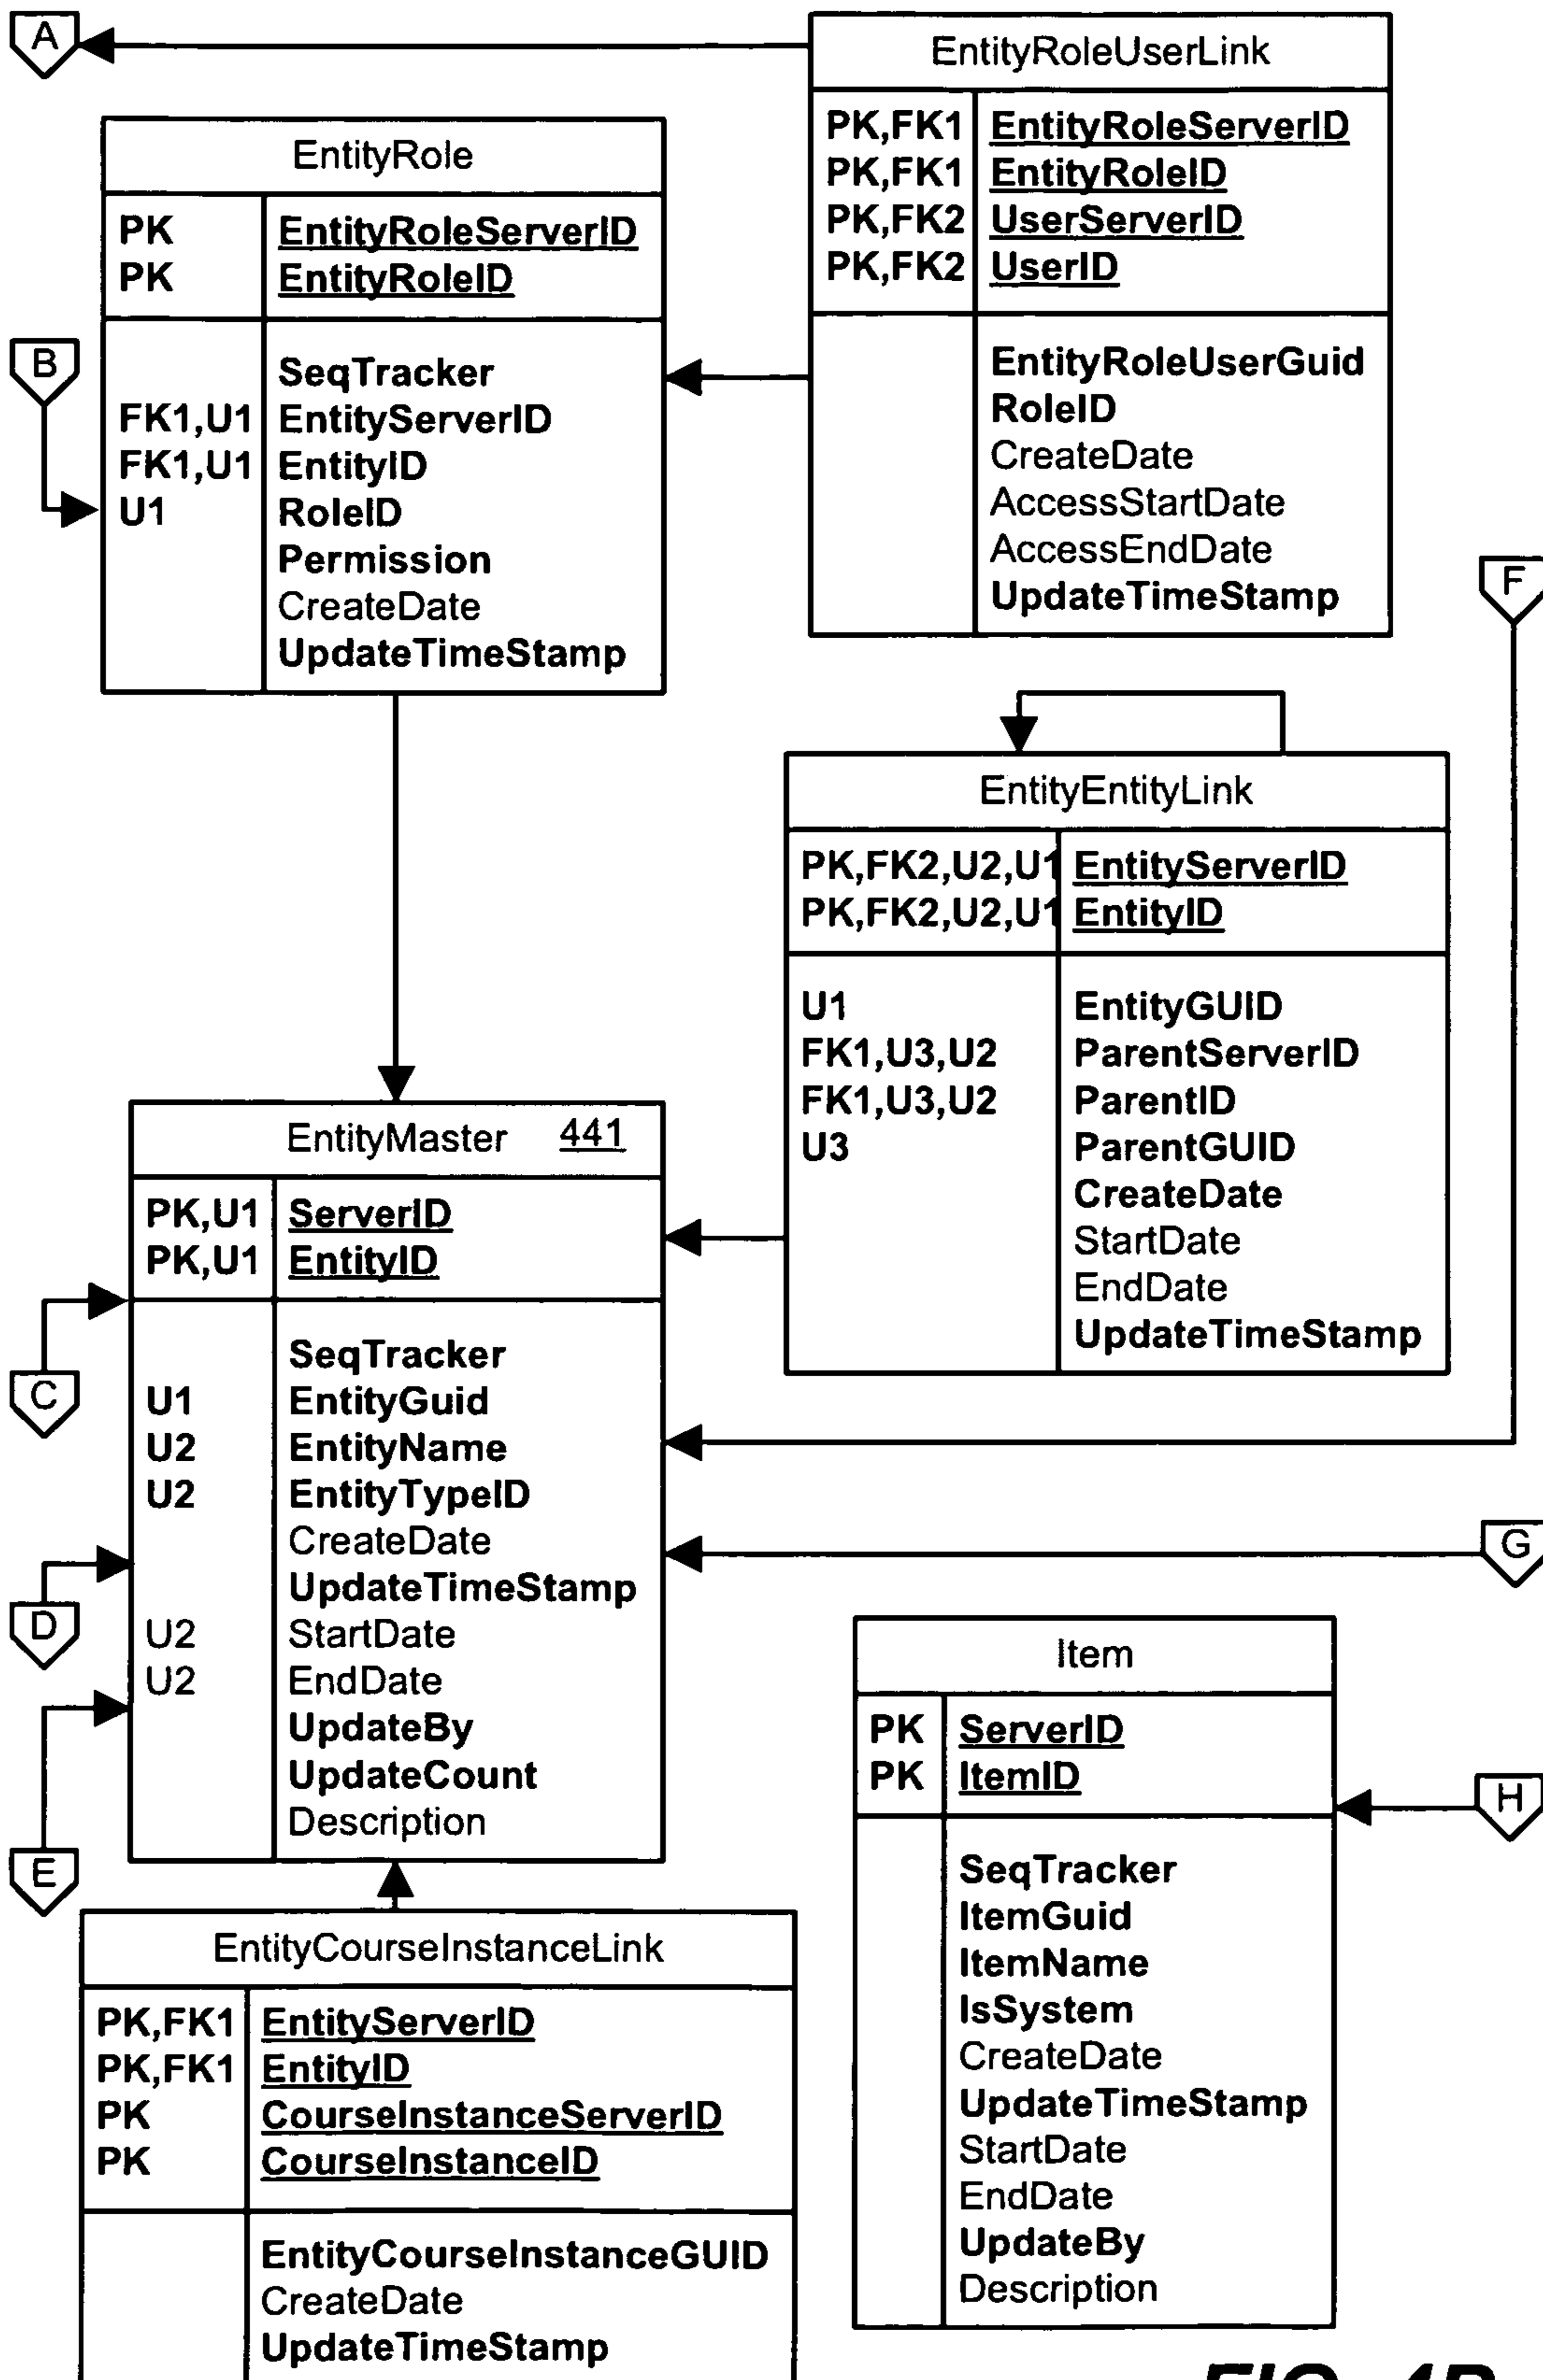 A
EntityRoleUserLink
PK,FK1 EntityRoleServerID
PK,FK1 EntityRoleID
PK,FK2 UserServerID
PK,FK2 UserID
EntityRoleUserGuid
RoleID
CreateDate
AccessStartDate
AccessEndDate
UpdateTimeStamp
EntityRole
PK EntityRoleServerID
PK EntityRoleID
SeqTracker
FK1,U1 EntityServerID
FK1,U1 EntityID
U1 RoleID
Permission
CreateDate
UpdateTimeStamp
B
F
EntityEntityLink
PK,FK2,U2,U1 EntityServerID
PK,FK2,U2,U1 EntityID
U1 EntityGUID
FK1,U3,U2 ParentServerID
FK1,U3,U2 ParentID
U3 ParentGUID
CreateDate
StartDate
EndDate
UpdateTimeStamp
EntityMaster 441
PK,U1 ServerID
PK,U1 EntityID
SeqTracker
U1 EntityGuid
U2 EntityName
U2 EntityTypeID
CreateDate
UpdateTimeStamp
U2 StartDate
U2 EndDate
UpdateBy
UpdateCount
Description
C
D
E
G
Item
PK ServerID
PK ItemID
SeqTracker
ItemGuid
ItemName
IsSystem
CreateDate
UpdateTimeStamp
StartDate
EndDate
UpdateBy
Description
H
EntityCourseInstanceLink
PK,FK1 EntityServerID
PK,FK1 EntityID
PK CourseInstanceServerID
PK CourseInstanceID
EntityCourseInstanceGUID
CreateDate
UpdateTimeStamp